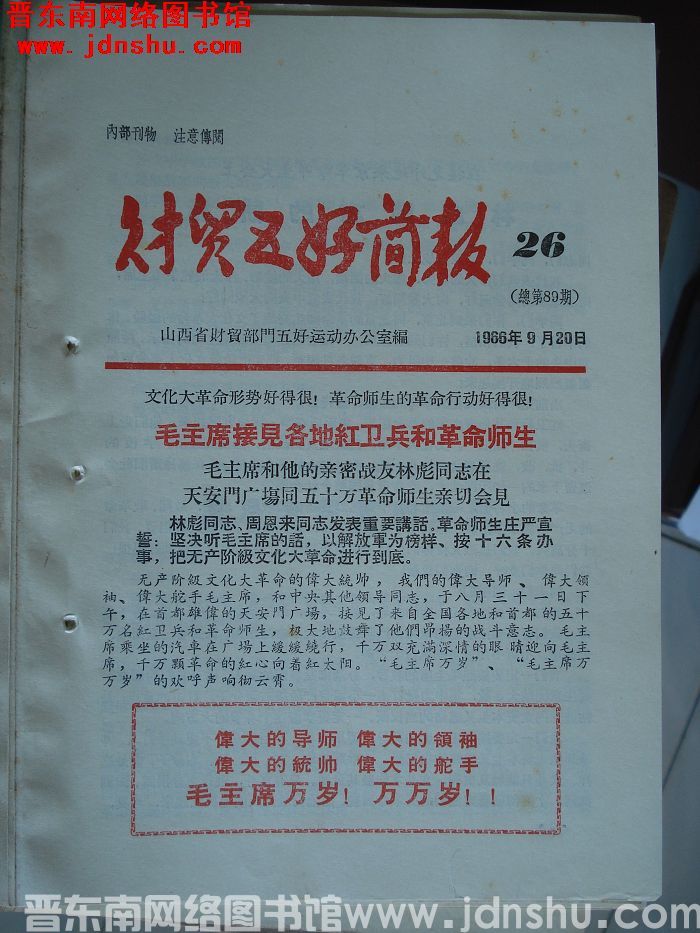 晋东南网络图书馆
www.jdnshu.com
內部刊物　注意傳閱
财贸五好简报 26
（總第89期）
山西省財貿部門五好运动办公室編　1966年9月20日
文化大革命形势好得很！革命师生的革命行动好得很！
毛主席接見各地紅卫兵和革命师生
毛主席和他的亲密战友林彪同志在
天安門广塲同五十万革命师生亲切会見
林彪同志、周恩来同志发表重要講話。革命师生庄严宣
誓：坚决听毛主席的話，以解放軍为榜样、按十六条办
事，把无产阶級文化大革命进行到底。
无产阶級文化大革命的偉大統帅，我們的偉大导师、偉大領
袖、偉大舵手毛主席，和中央其他領导同志，于八月三十一日下
午，在首都雄偉的天安門广場，接見了来自全国各地和首都的五十
万名紅卫兵和革命师生，极大地鼓舞了他們昂揚的战斗意志。毛主
席乘坐的汽車在广場上緩緩繞行，千万双充滿深情的眼睛迎向毛主
席，千万顆革命的紅心向着紅太阳。“毛主席万岁”、“毛主席万
万岁”的欢呼声响彻云霄。
偉大的导师　偉大的領袖
偉大的統帅　偉大的舵手
毛主席万岁！万万岁！！
晋东南网络图书馆www.jdnshu.com